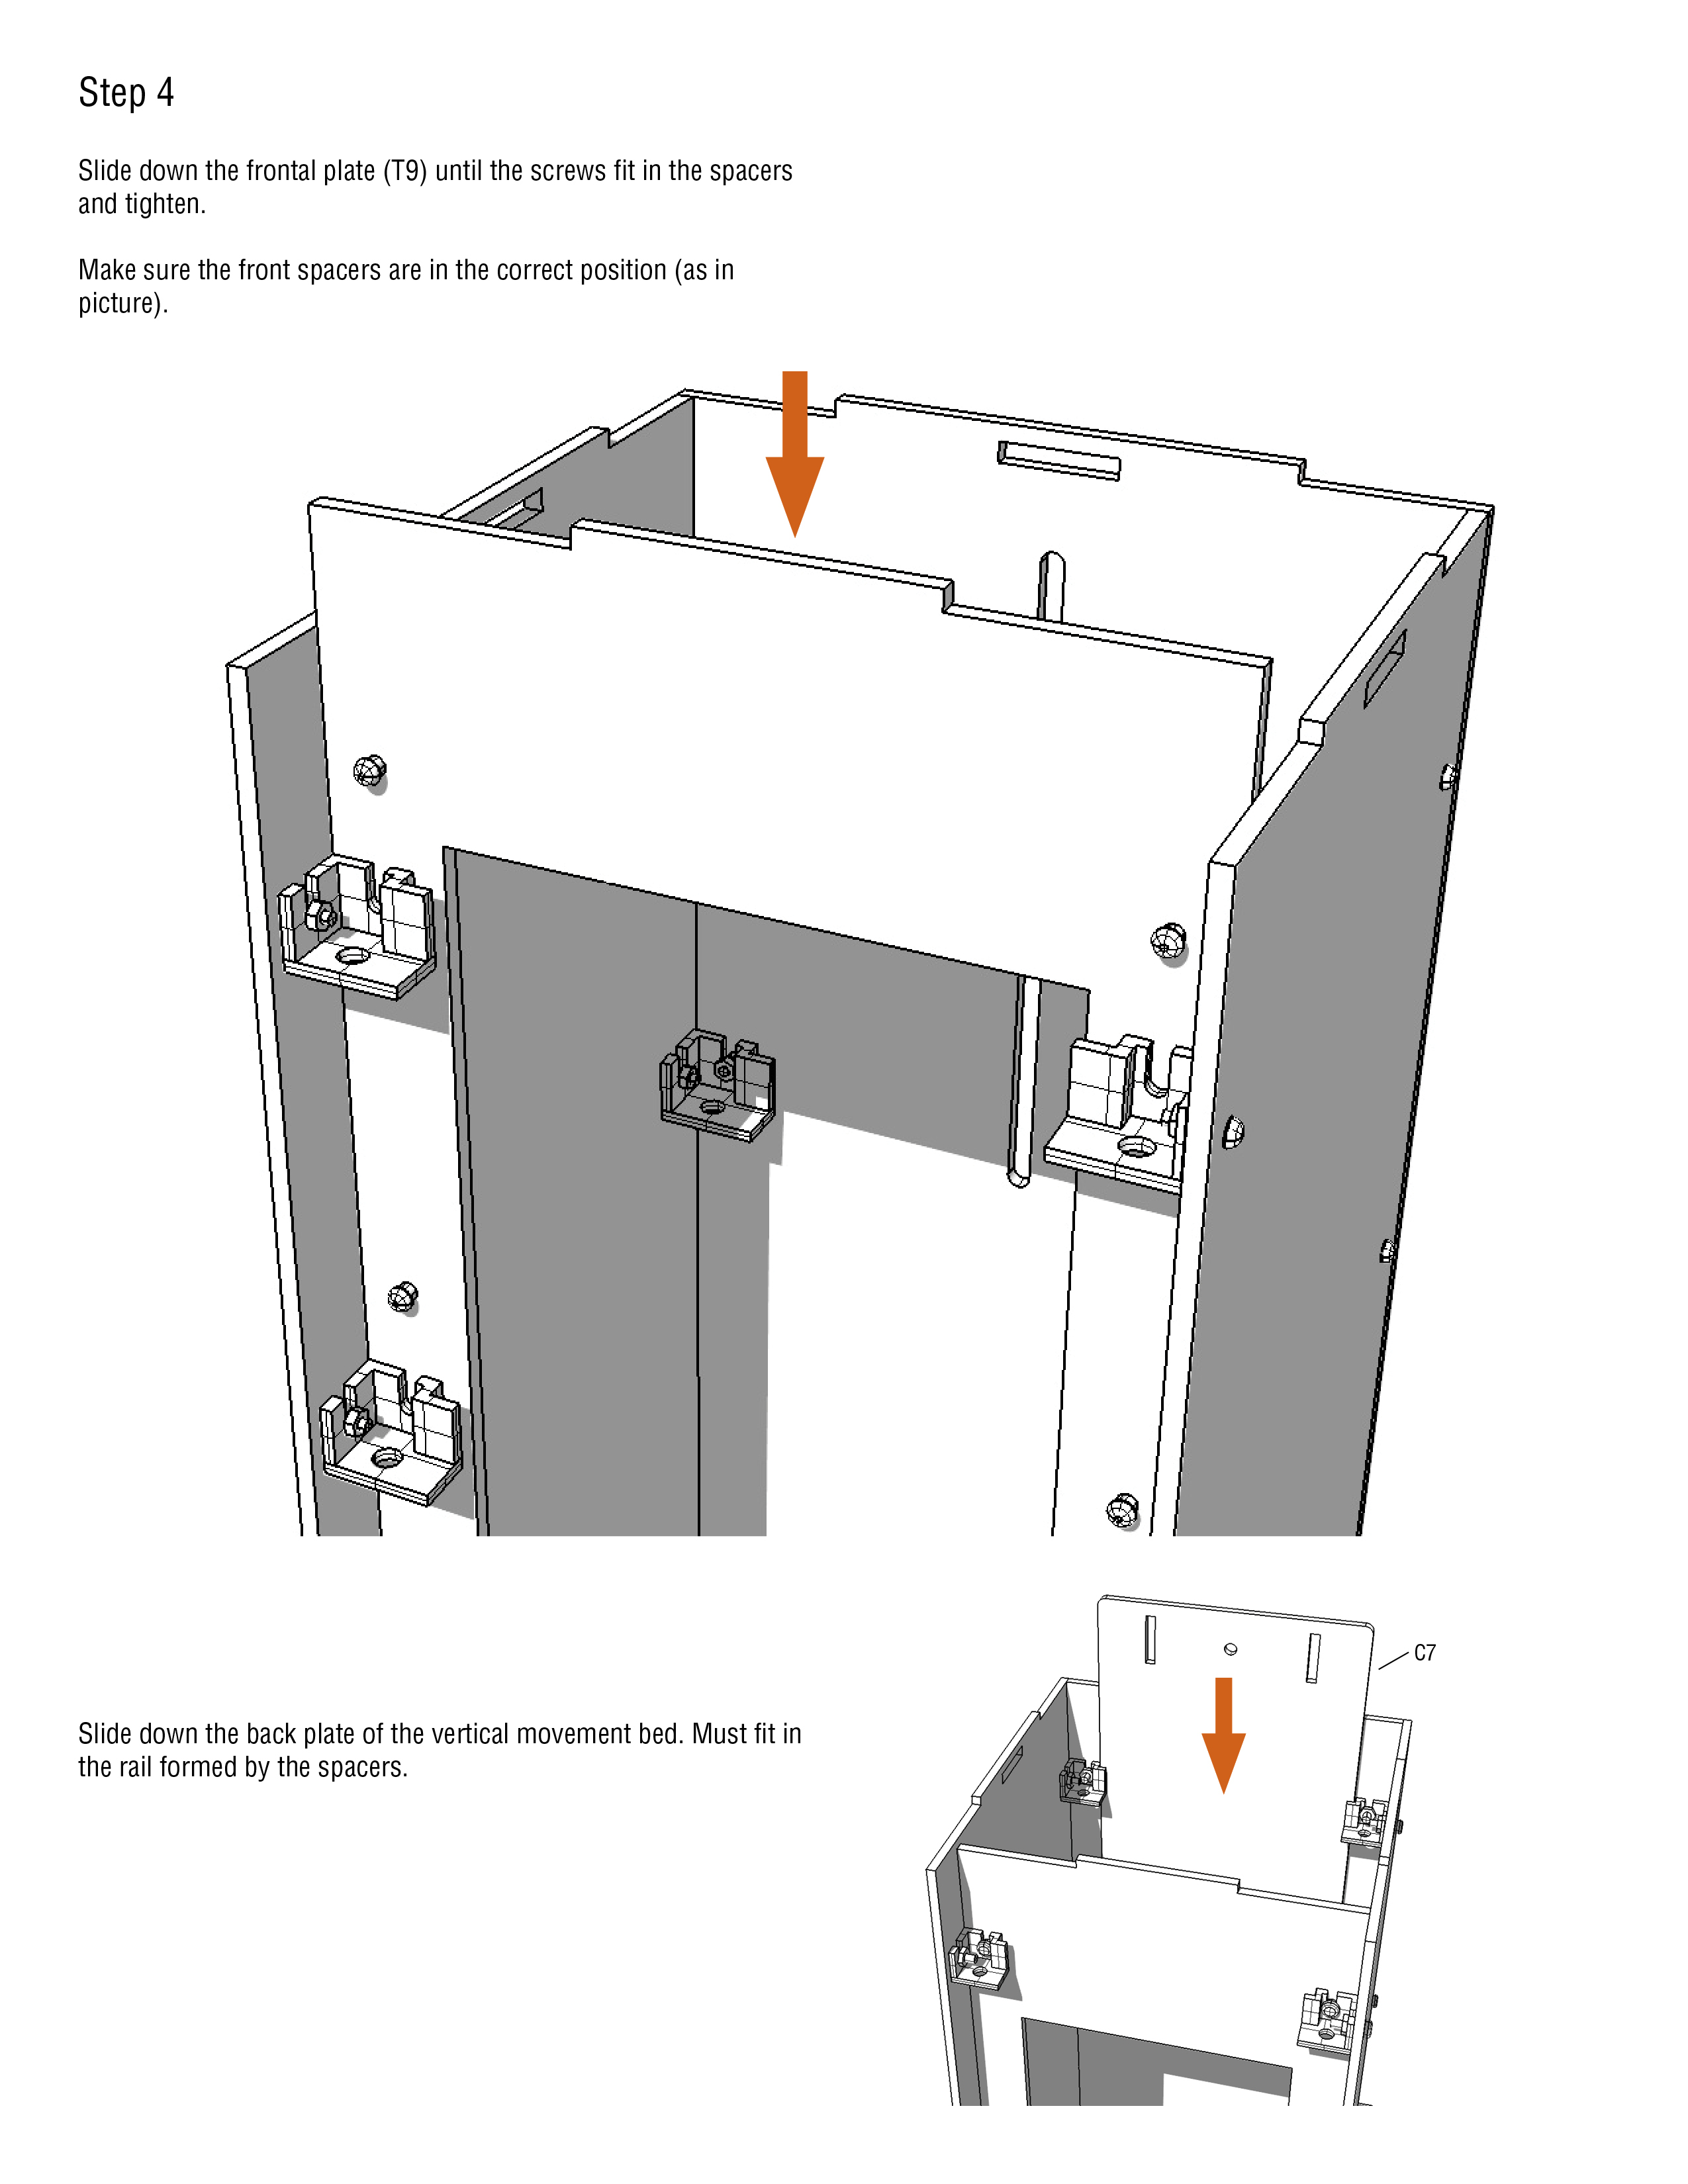 Step 4
Slide down the frontal plate (T9) until the screws fit in the spacers
and tighten.
Make sure the front spacers are in the correct position (as in
picture).
C7
Slide down the back plate of the vertical movement bed. Must fit in
the rail formed by the spacers.